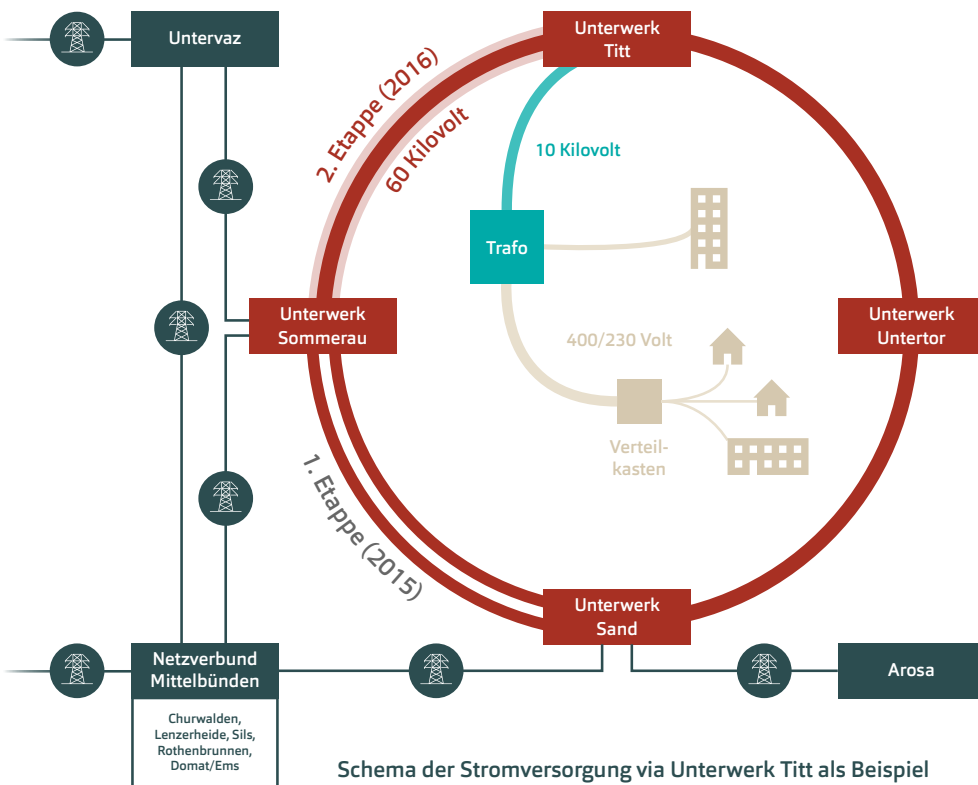 Untervaz
Unterwerk
Titt
2. Etappe (2016)
60 Kilovolt
10 Kilovolt
Trafo
Unterwerk
Sommerau
Unterwerk
Untertor
400/230 Volt
Verteil-
kasten
1. Etappe (2015)
Unterwerk
Sand
Netzverbund
Mittelbünden
Arosa
Churwalden,
Lenzerheide, Sils,
Rothenbrunnen,
Domat/Ems
Schema der Stromversorgung via Unterwerk Titt als Beispiel